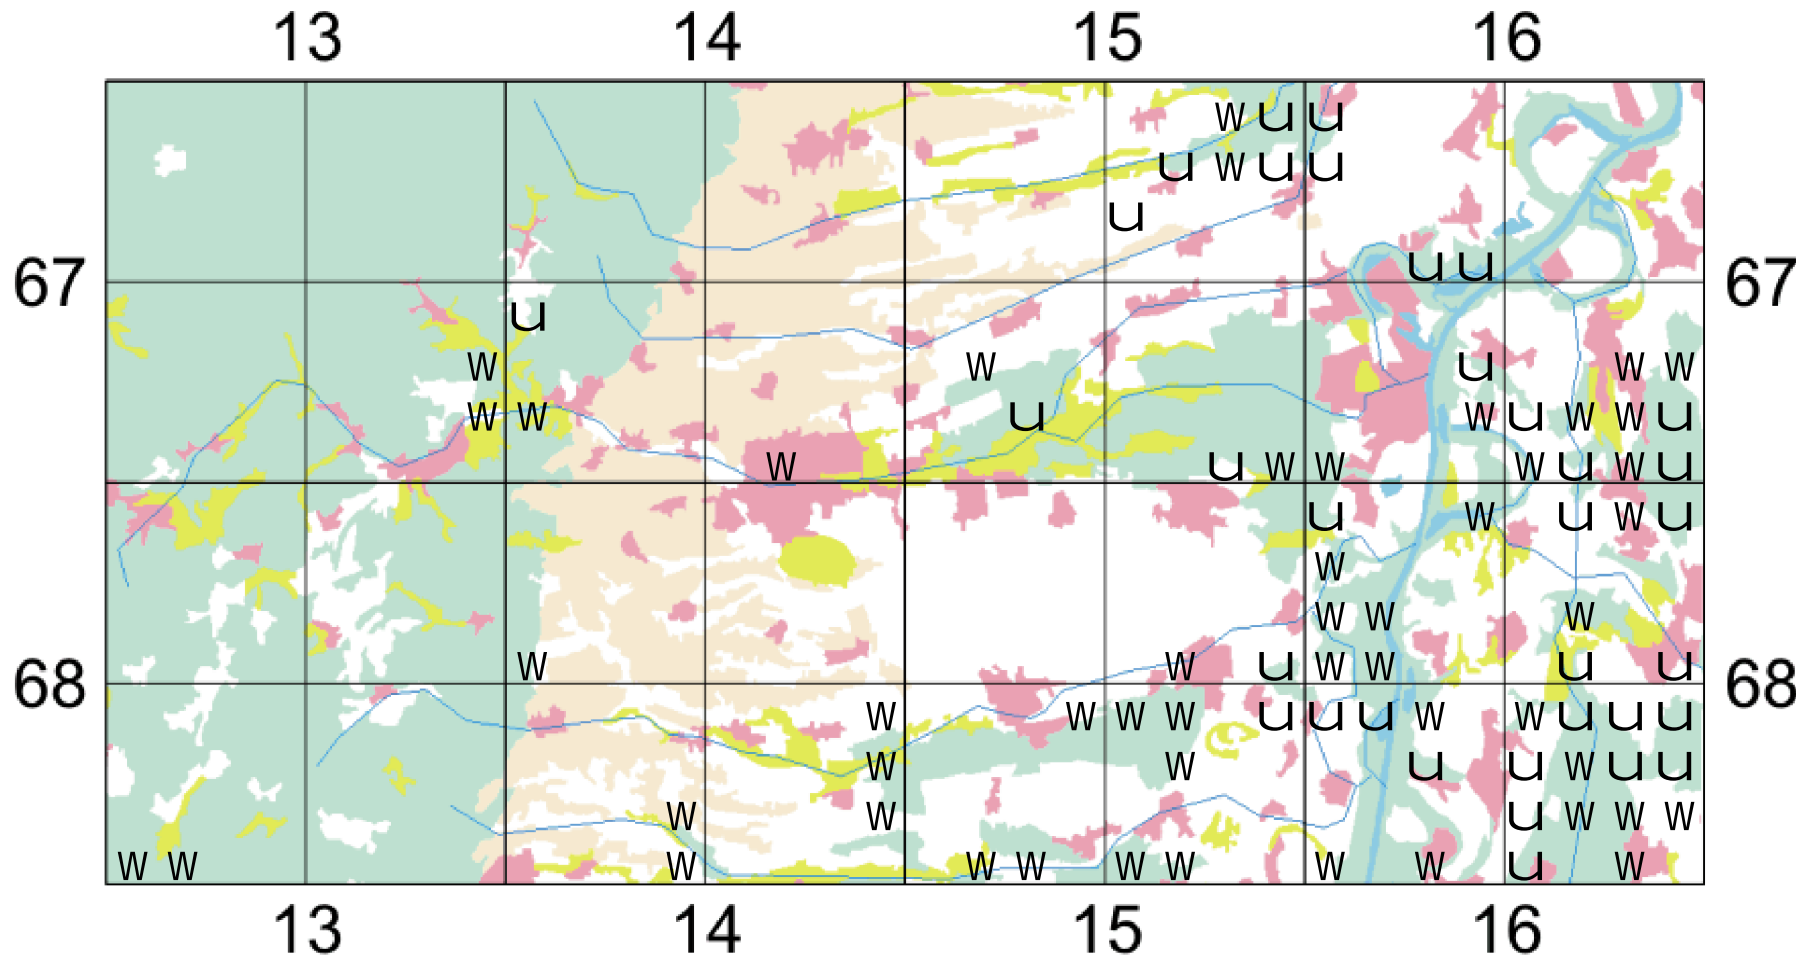 13 14 15 16
w u u
u w u u
u
67 u u 67
u
w w u w w
w w u w u w w u
w u w w w u w u
u w u w u
w
w w w
w w u w w u u
68 68
w w w w u u u w w u u u
w w u u w u u
w w u w w w
w w w w w w w w w u w
13 14 15 16